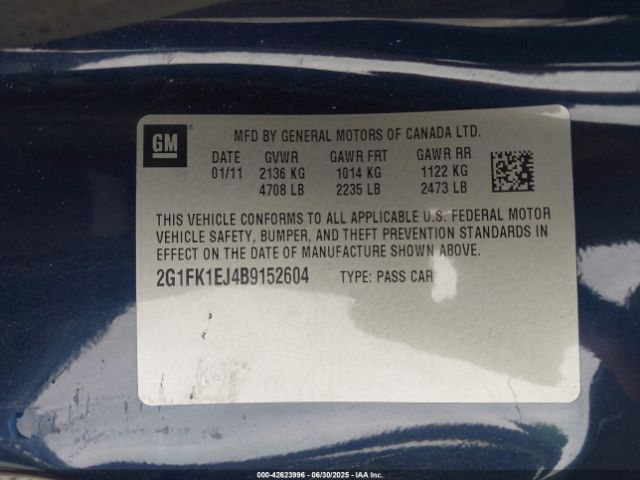 GM
MFD BY GENERAL MOTORS OF CANADA LTD.
DATE GVWR GAWR FRT GAWR RR
01/11 2136 KG 1014 KG 1122 KG
4708 LB 2235 LB 2473 LB
THIS VEHICLE CONFORMS TO ALL APPLICABLE U.S. FEDERAL MOTOR
VEHICLE SAFETY, BUMPER, AND THEFT PREVENTION STANDARDS IN
EFFECT ON THE DATE OF MANUFACTURE SHOWN ABOVE.
2G1FK1EJ4B9152604 TYPE: PASS CAR
000-42623996 - 06/30/2025 - IAA Inc.